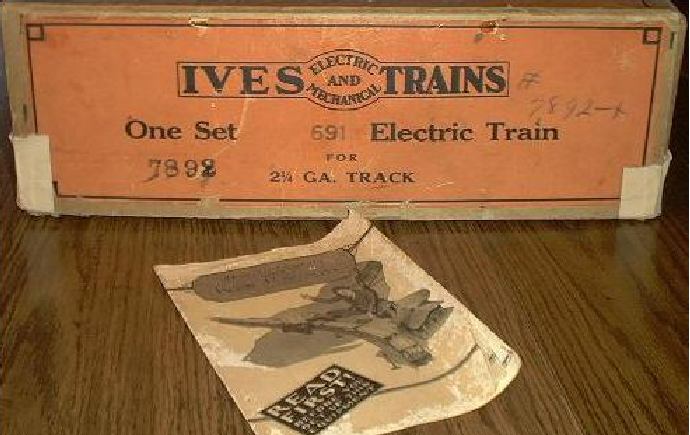 IVES ELECTRIC AND MECHANICAL TRAINS
#
7892-
One Set 691 Electric Train
7892
FOR
2¼ GA. TRACK
READ
FIRST!